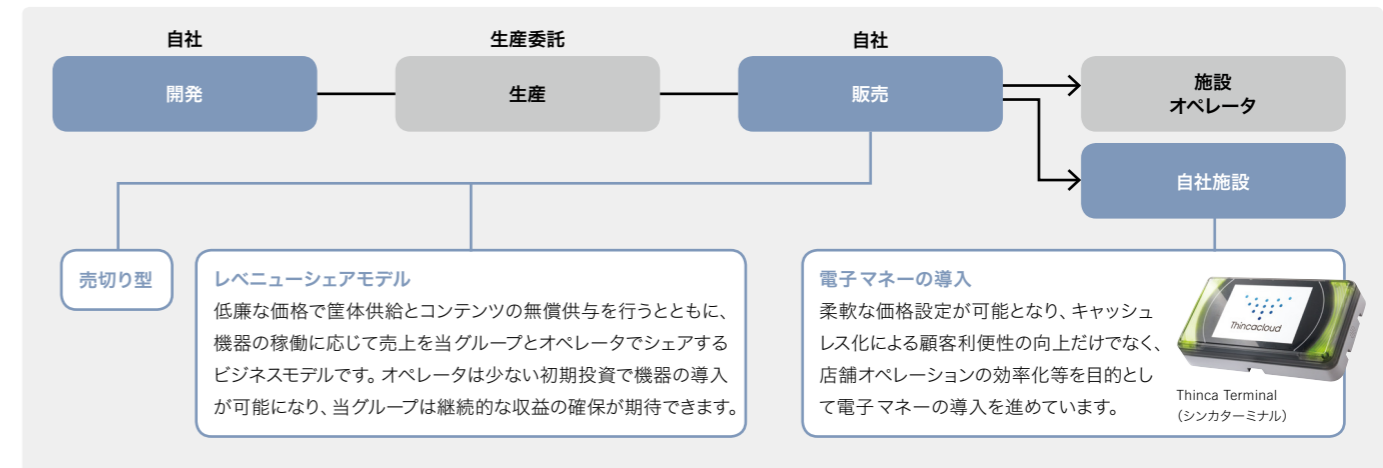 自社
生産委託
自社
開発
生産
販売
施設
オペレータ
自社施設
売切り型
レベニューシェアモデル
低廉な価格で筐体供給とコンテンツの無償供与を行うとともに、
機器の稼働に応じて売上を当グループとオペレータでシェアする
ビジネスモデルです。オペレータは少ない初期投資で機器の導入
が可能になり、当グループは継続的な収益の確保が期待できます。
電子マネーの導入
柔軟な価格設定が可能となり、キャッシュ
レス化による顧客利便性の向上だけでなく、
店舗オペレーションの効率化等を目的とし
て電子マネーの導入を進めています。
Thincacloud
Thinca Terminal
（シンカターミナル）